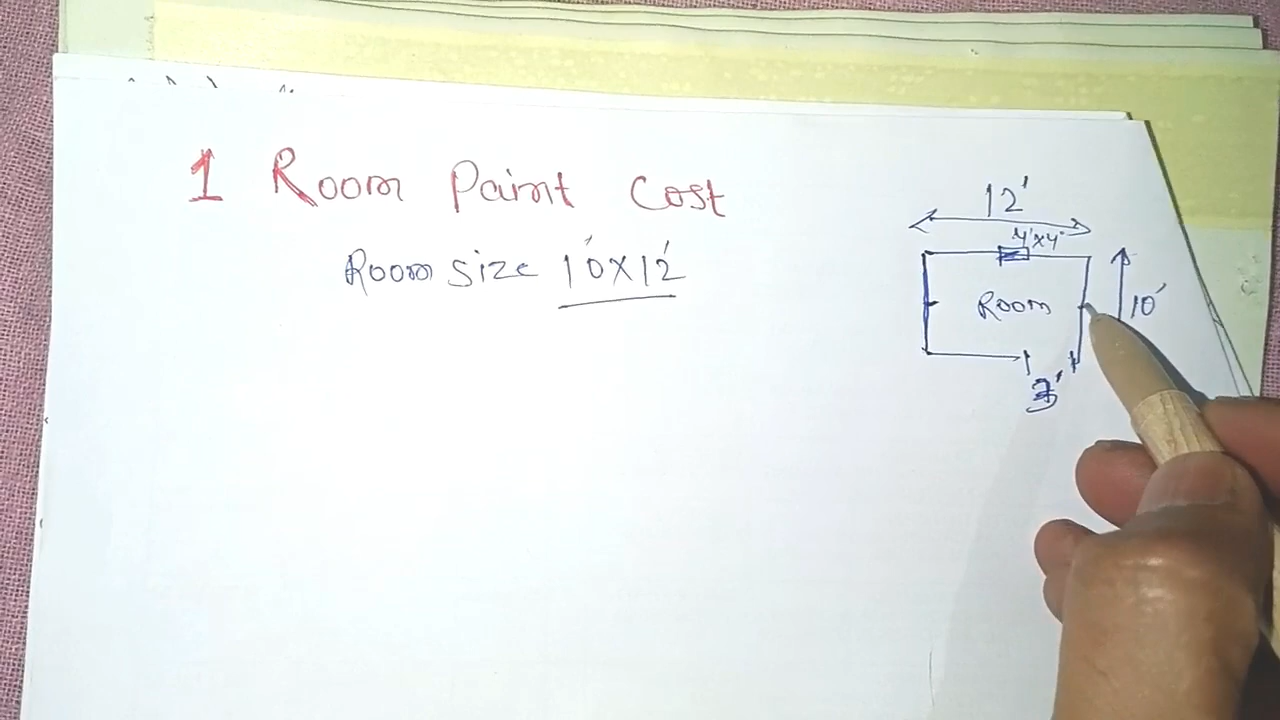 1 Room Paint Cost
Room size 10'x12'
12'
4'x4'
Room
10'
3'